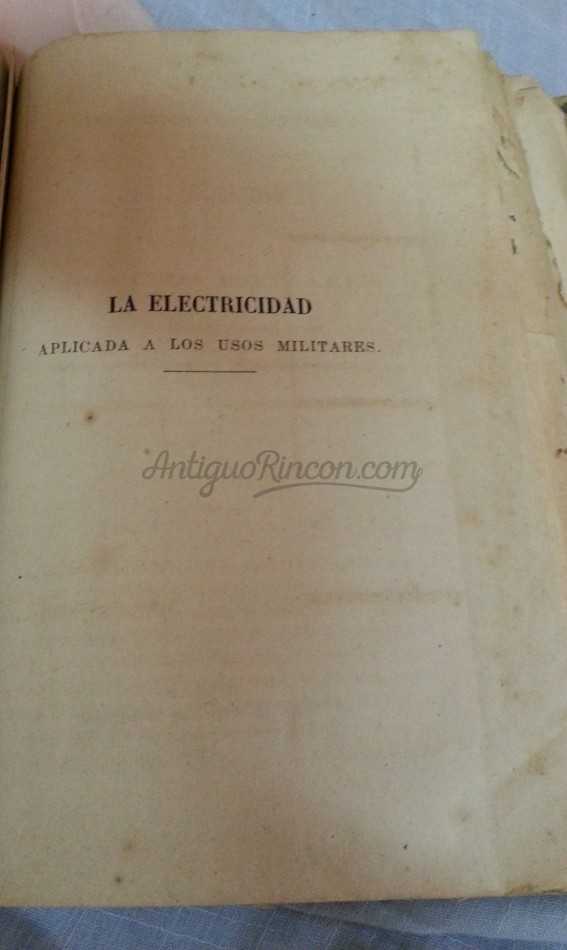 LA ELECTRICIDAD
APLICADA A LOS USOS MILITARES.
AntiguoRincon.com